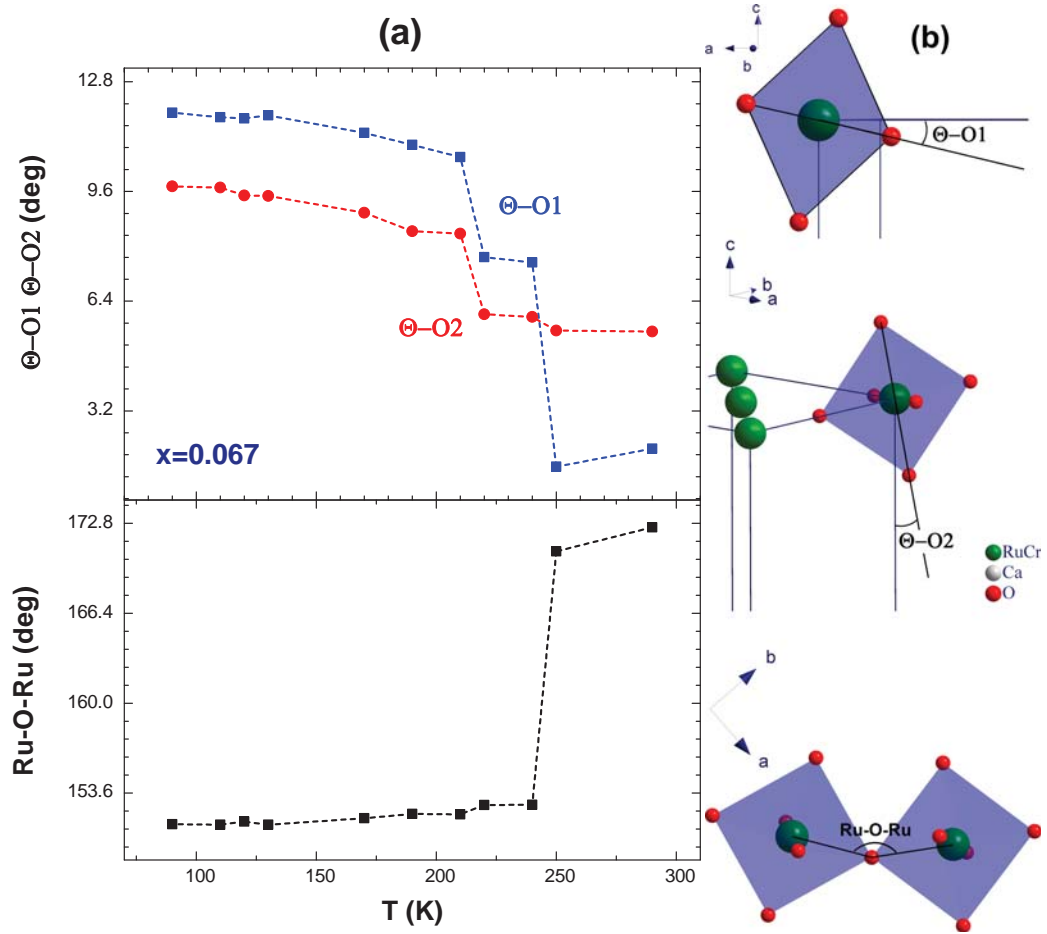 (a)
Θ–O1 Θ–O2 (deg)
12.8
9.6
6.4
3.2
Θ–O1
Θ–O2
x=0.067
Ru-O-Ru (deg)
172.8
166.4
160.0
153.6
100 150 200 250 300
T (K)
(b)
c
a
b
Θ–O1
c
b
a
Θ–O2
RuCr
Ca
O
b
a
Ru-O-Ru